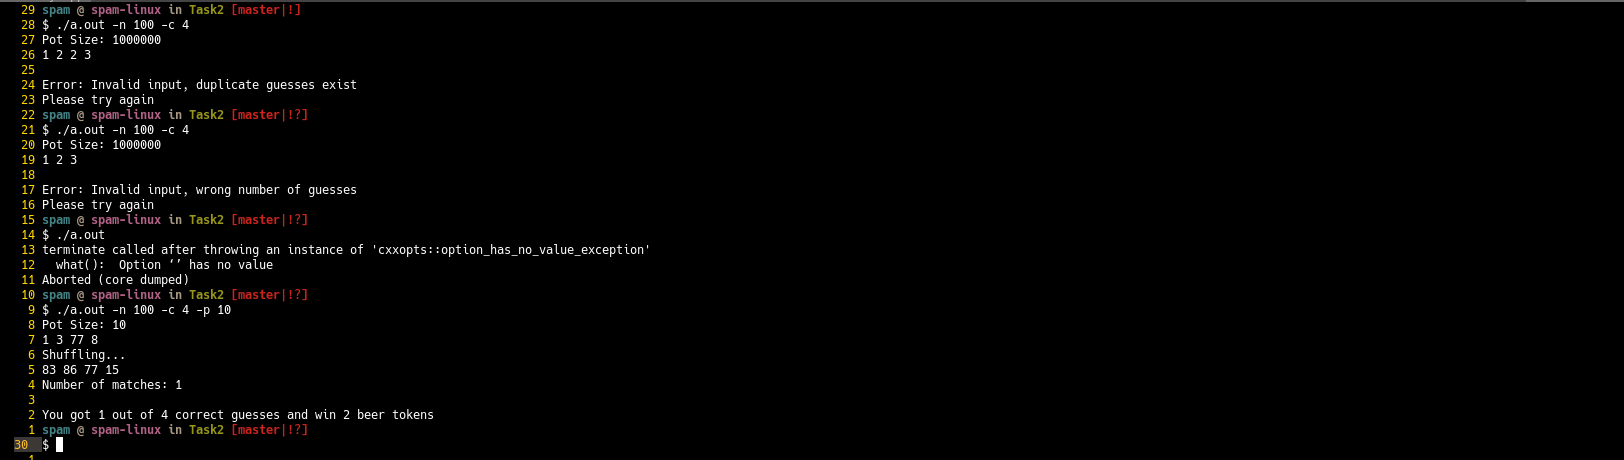 29 spam @ spam-linux in Task2 [master|!]
28 $ ./a.out -n 100 -c 4
27 Pot Size: 1000000
26 1 2 2 3
25
24 Error: Invalid input, duplicate guesses exist
23 Please try again
22 spam @ spam-linux in Task2 [master|!?]
21 $ ./a.out -n 100 -c 4
20 Pot Size: 1000000
19 1 2 3
18
17 Error: Invalid input, wrong number of guesses
16 Please try again
15 spam @ spam-linux in Task2 [master|!?]
14 $ ./a.out
13 terminate called after throwing an instance of 'cxxopts::option_has_no_value_exception'
12   what():  Option ‘’ has no value
11 Aborted (core dumped)
10 spam @ spam-linux in Task2 [master|!?]
9 $ ./a.out -n 100 -c 4 -p 10
8 Pot Size: 10
7 1 3 77 8
6 Shuffling...
5 83 86 77 15
4 Number of matches: 1
3
2 You got 1 out of 4 correct guesses and win 2 beer tokens
1 spam @ spam-linux in Task2 [master|!?]
30 $
1